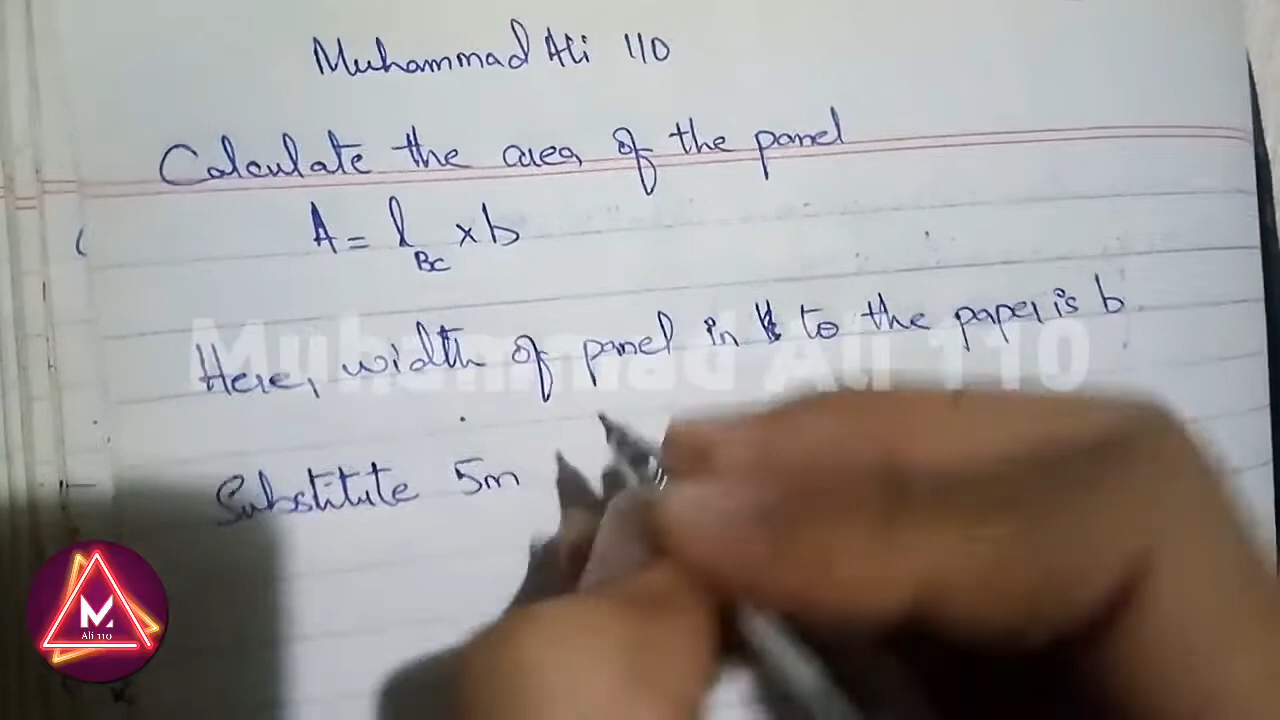 Muhammad Ali 110
Calculate the area of the panel
A = l_BC × b
Here, width of panel in to the paper is b
Substitute 5m
Muhammad Ali 110
M
Ali 110